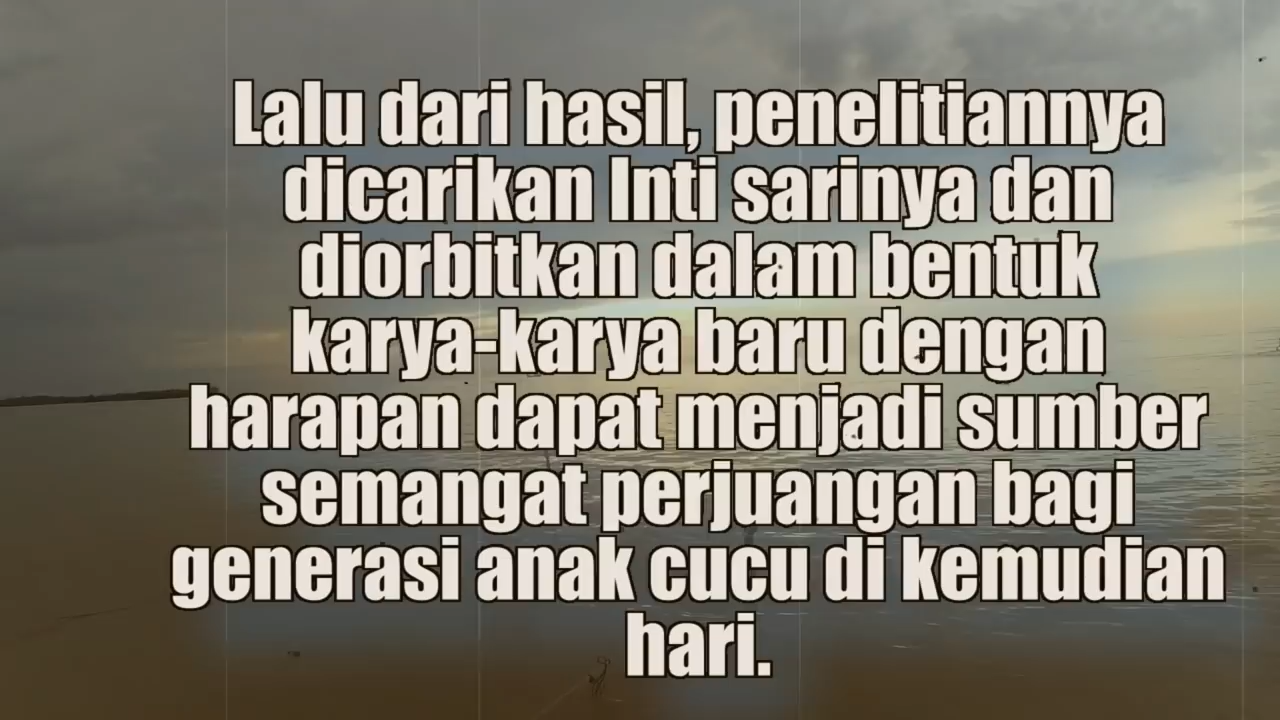 Lalu dari hasil, penelitiannya
dicarikan Inti sarinya dan
diorbitkan dalam bentuk
karya-karya baru dengan
harapan dapat menjadi sumber
semangat perjuangan bagi
generasi anak cucu di kemudian
hari.